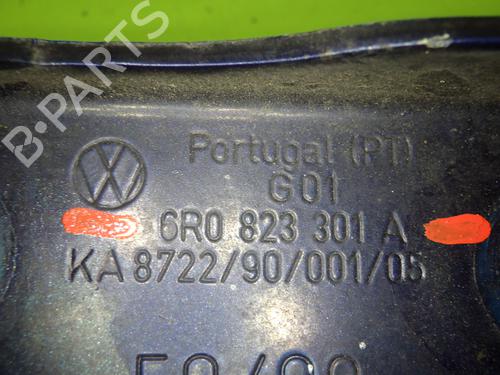 B-PARTS
Portugal (PT)
G01
6R0 823 301 A
KA 8722/90/001/05